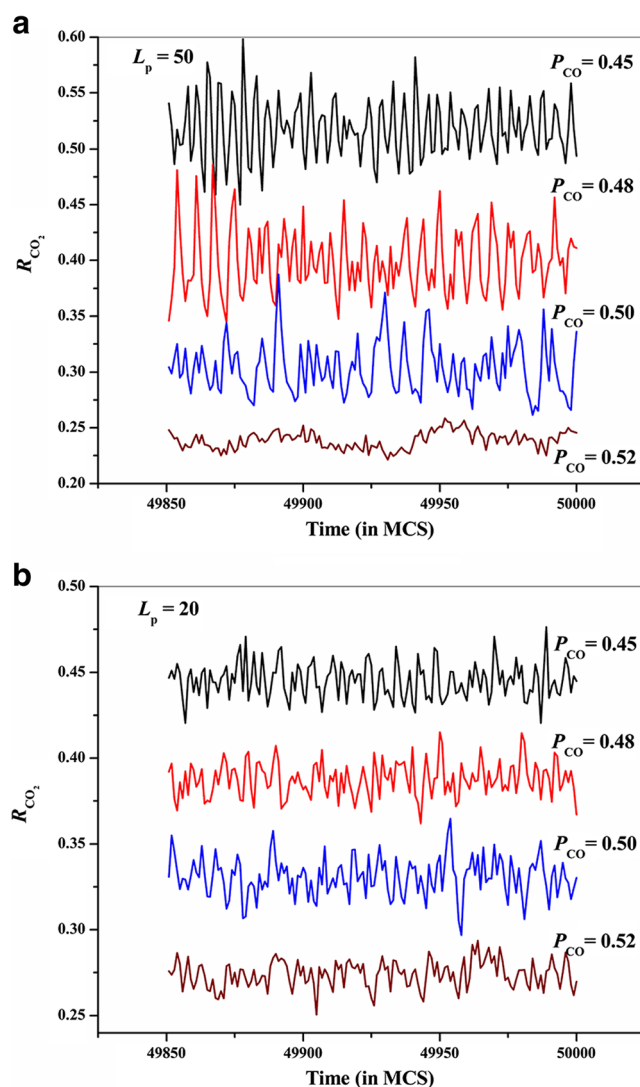 a
0.60
L_p = 50
P_CO = 0.45
0.55
0.50
0.45
P_CO = 0.48
R_CO2
0.40
0.35
P_CO = 0.50
0.30
0.25
P_CO = 0.52
0.20
49850 49900 49950 50000
Time (in MCS)
b
0.50
L_p = 20
P_CO = 0.45
0.45
P_CO = 0.48
0.40
R_CO2
0.35
P_CO = 0.50
0.30
P_CO = 0.52
0.25
49850 49900 49950 50000
Time (in MCS)